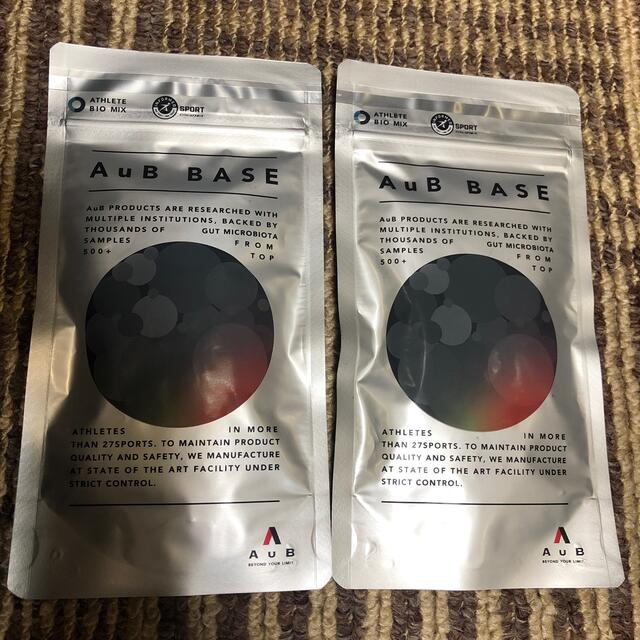 ATHLETE
BIO MIX
SPORT
AuB BASE
AuB PRODUCTS ARE RESEARCHED WITH
MULTIPLE INSTITUTIONS, BACKED BY
THOUSANDS OF GUT MICROBIOTA
SAMPLES FROM
500+ TOP
ATHLETES IN MORE
THAN 27SPORTS. TO MAINTAIN PRODUCT
QUALITY AND SAFETY, WE MANUFACTURE
AT STATE OF THE ART FACILITY UNDER
STRICT CONTROL.
AuB
BEYOND YOUR LIMIT
ATHLETE
BIO MIX
SPORT
AuB BASE
AuB PRODUCTS ARE RESEARCHED WITH
MULTIPLE INSTITUTIONS, BACKED BY
THOUSANDS OF GUT MICROBIOTA
SAMPLES FROM
500+ TOP
ATHLETES IN MORE
THAN 27SPORTS. TO MAINTAIN PRODUCT
QUALITY AND SAFETY, WE MANUFACTURE
AT STATE OF THE ART FACILITY UNDER
STRICT CONTROL.
AuB
BEYOND YOUR LIMIT